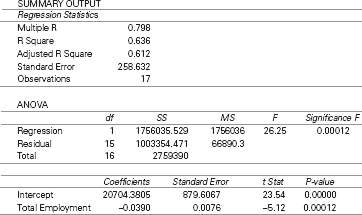 SUMMARY OUTPUT
Regression Statistics
Multiple R 0.798
R Square 0.636
Adjusted R Square 0.612
Standard Error 258.632
Observations 17
ANOVA
df SS MS F Significance F
Regression 1 1756035.529 1756036 26.25 0.00012
Residual 15 1003354.471 66890.3
Total 16 2759390
Coefficients Standard Error t Stat P-value
Intercept 20704.3805 879.6067 23.54 0.00000
Total Employment –0.0390 0.0076 –5.12 0.00012